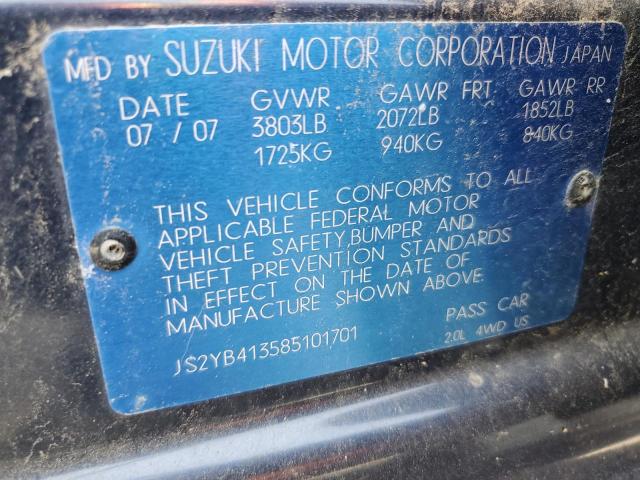 MFD BY SUZUKI MOTOR CORPORATION JAPAN
DATE GVWR GAWR FRT GAWR RR
07 / 07 3803LB 2072LB 1852LB
1725KG 940KG 840KG
THIS VEHICLE CONFORMS TO ALL
APPLICABLE FEDERAL MOTOR
VEHICLE SAFETY,BUMPER AND
THEFT PREVENTION STANDARDS
IN EFFECT ON THE DATE OF
MANUFACTURE SHOWN ABOVE.
JS2YB413585101701 PASS CAR
2.0L 4WD US